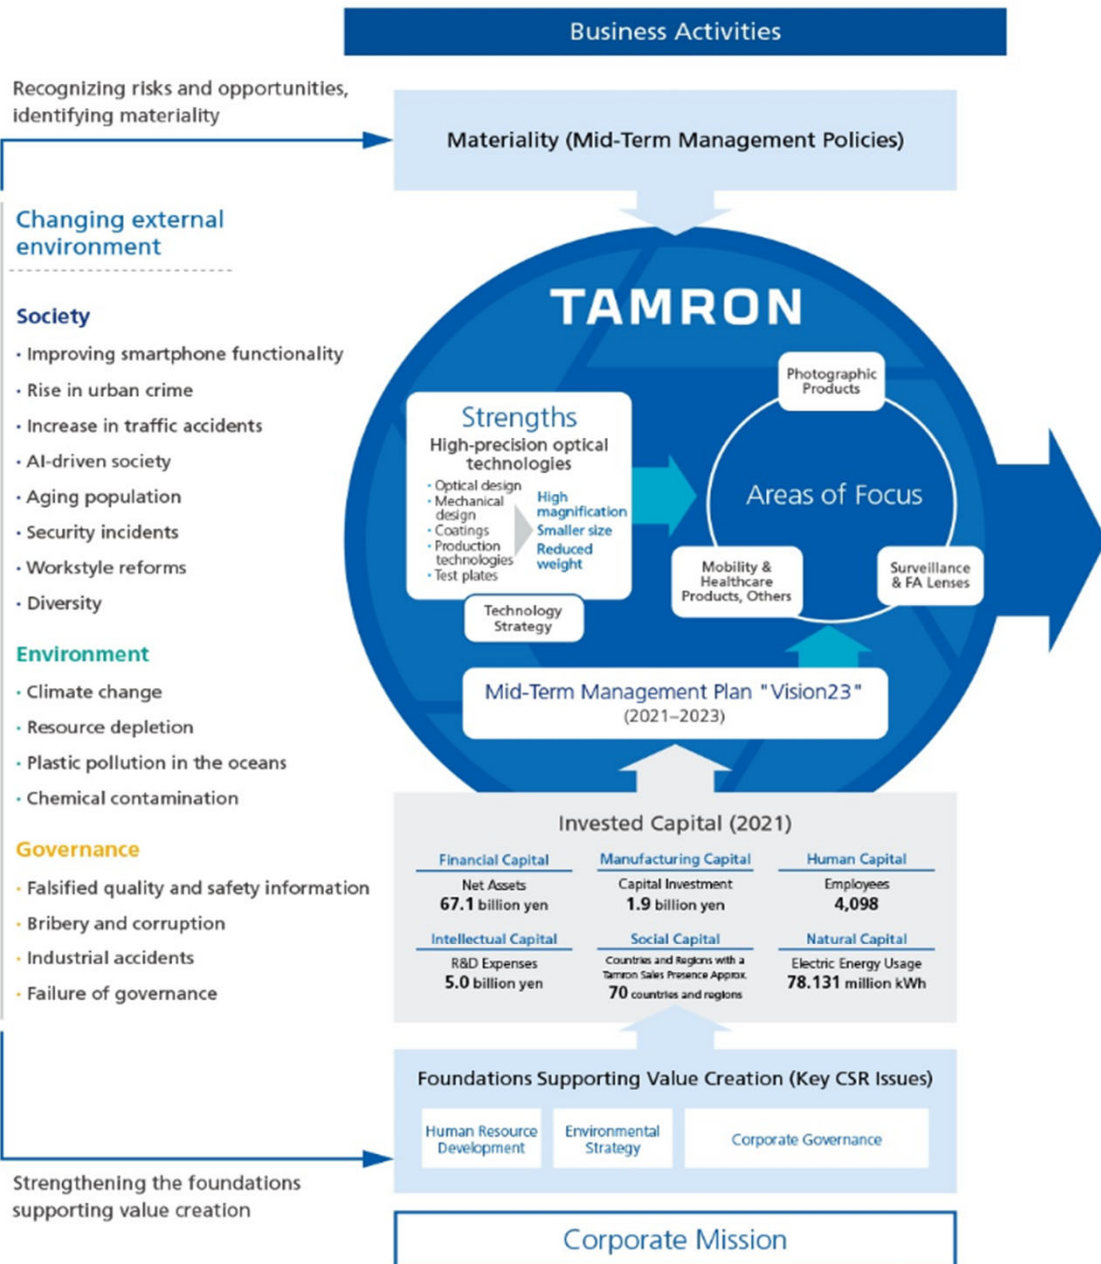 Business Activities
Recognizing risks and opportunities,
identifying materiality
Materiality (Mid-Term Management Policies)
Changing external
environment
Society
· Improving smartphone functionality
· Rise in urban crime
· Increase in traffic accidents
· AI-driven society
· Aging population
· Security incidents
· Workstyle reforms
· Diversity
Environment
· Climate change
· Resource depletion
· Plastic pollution in the oceans
· Chemical contamination
Governance
· Falsified quality and safety information
· Bribery and corruption
· Industrial accidents
· Failure of governance
TAMRON
Strengths
High-precision optical
technologies
· Optical design
· Mechanical
design
· Coatings
· Production
technologies
· Test plates
High
magnification
Smaller size
Reduced
weight
Technology
Strategy
Photographic
Products
Areas of Focus
Mobility &
Healthcare
Products, Others
Surveillance
& FA Lenses
Mid-Term Management Plan "Vision23"
(2021–2023)
Invested Capital (2021)
Financial Capital
Net Assets
67.1 billion yen
Manufacturing Capital
Capital Investment
1.9 billion yen
Human Capital
Employees
4,098
Intellectual Capital
R&D Expenses
5.0 billion yen
Social Capital
Countries and Regions with a
Tamron Sales Presence Approx.
70 countries and regions
Natural Capital
Electric Energy Usage
78.131 million kWh
Foundations Supporting Value Creation (Key CSR Issues)
Human Resource
Development
Environmental
Strategy
Corporate Governance
Strengthening the foundations
supporting value creation
Corporate Mission